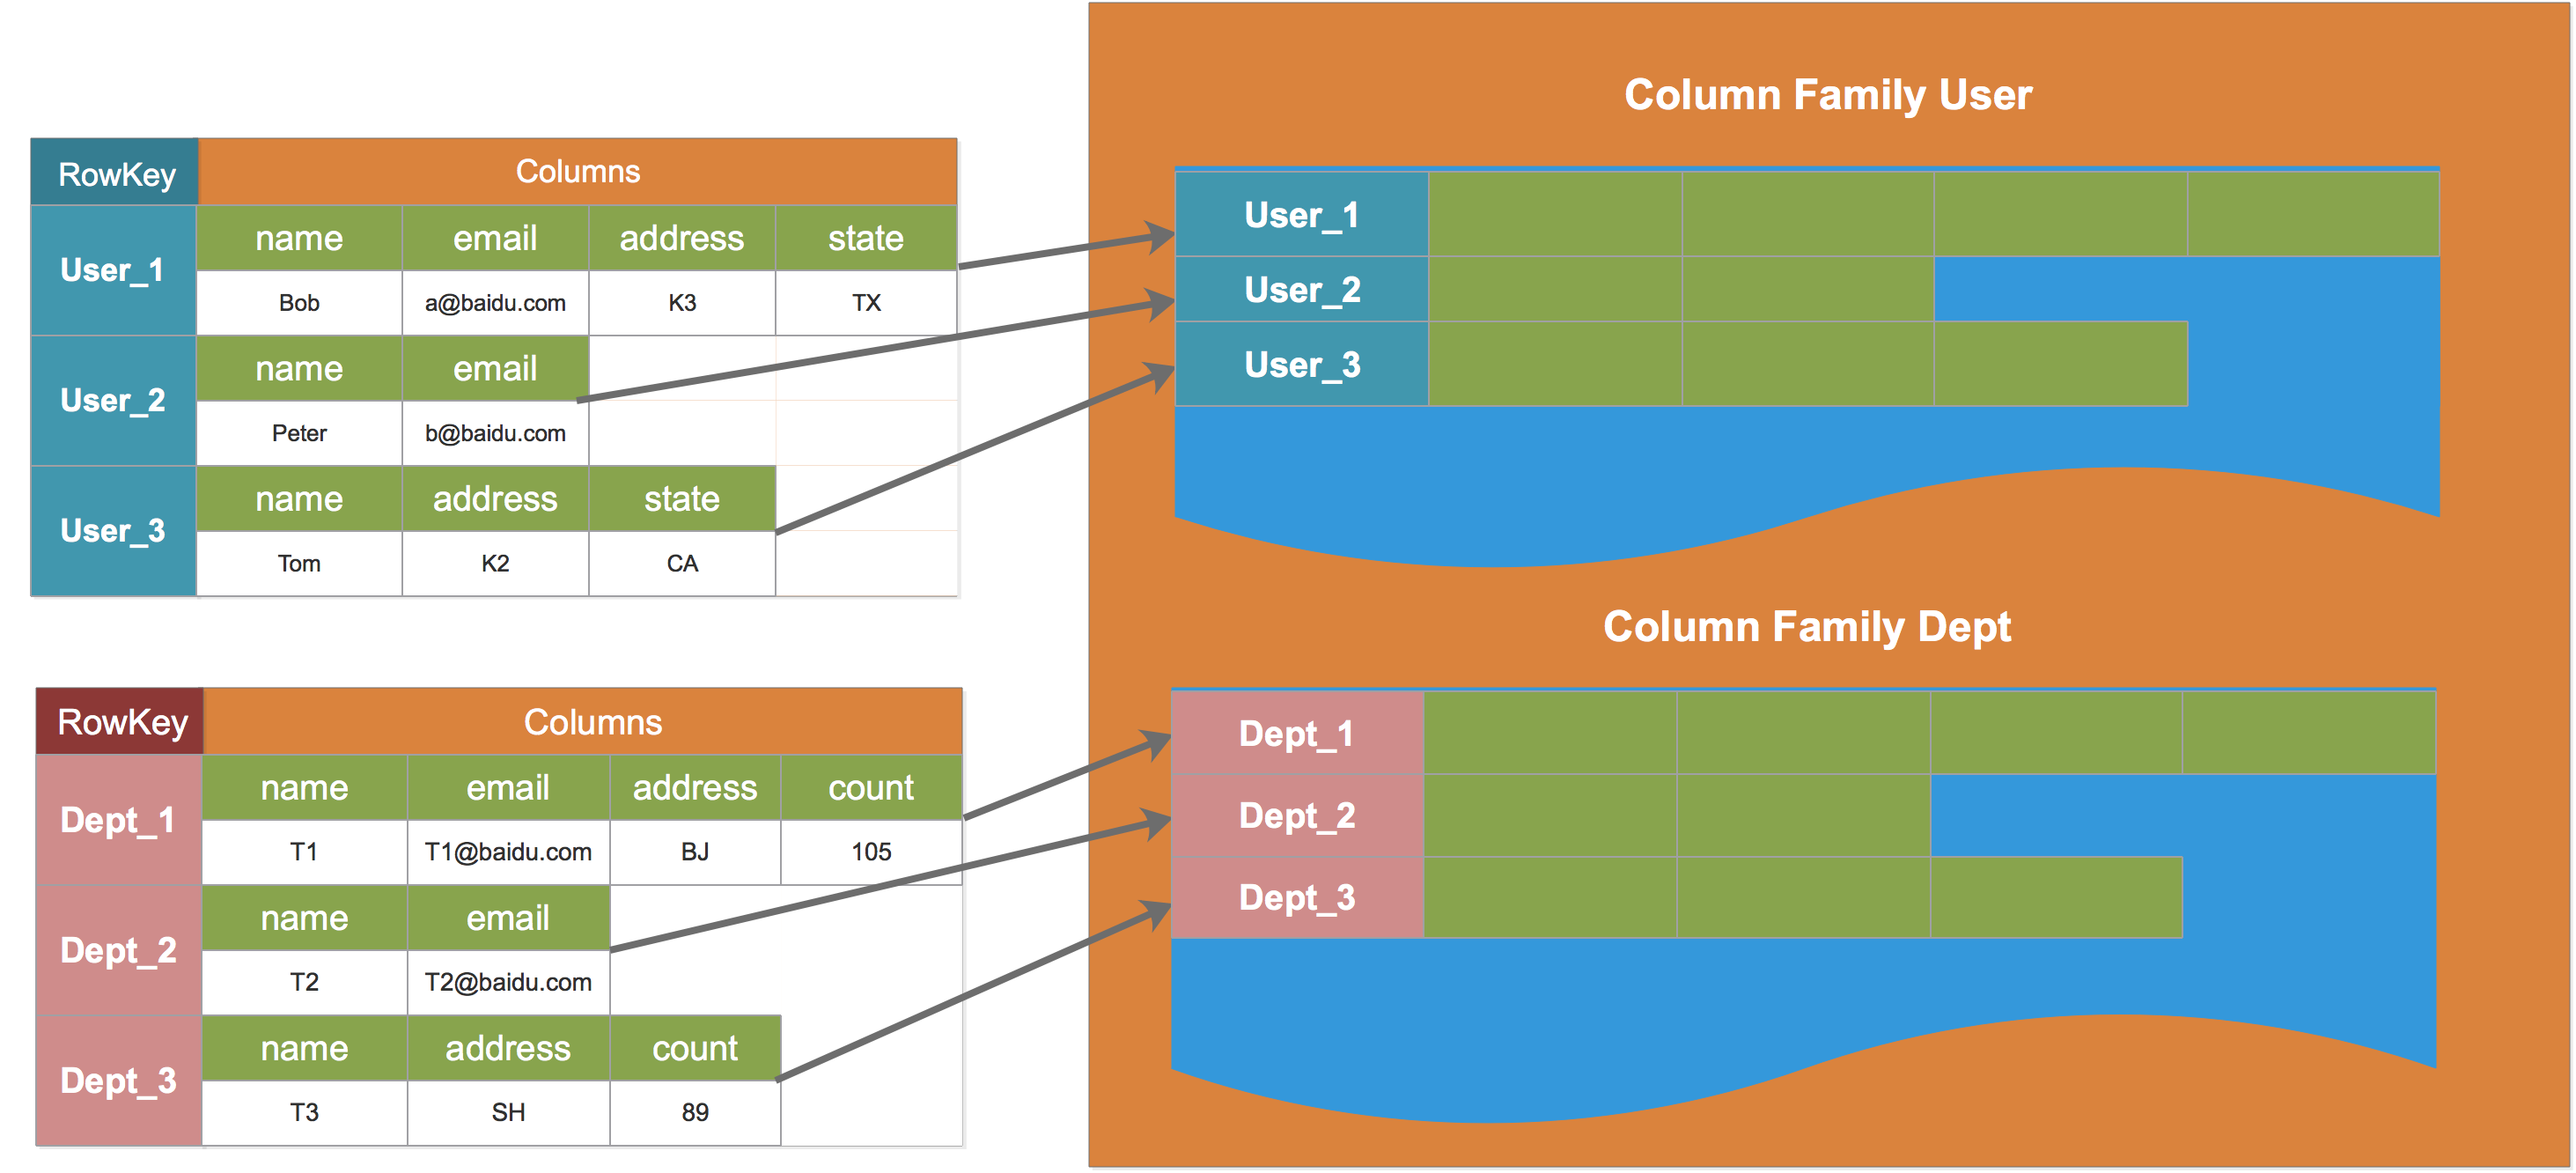 RowKey Columns
User_1 name email address state
Bob a@baidu.com K3 TX
User_2 name email
Peter b@baidu.com
User_3 name address state
Tom K2 CA
RowKey Columns
Dept_1 name email address count
T1 T1@baidu.com BJ 105
Dept_2 name email
T2 T2@baidu.com
Dept_3 name address count
T3 SH 89
Column Family User
User_1
User_2
User_3
Column Family Dept
Dept_1
Dept_2
Dept_3